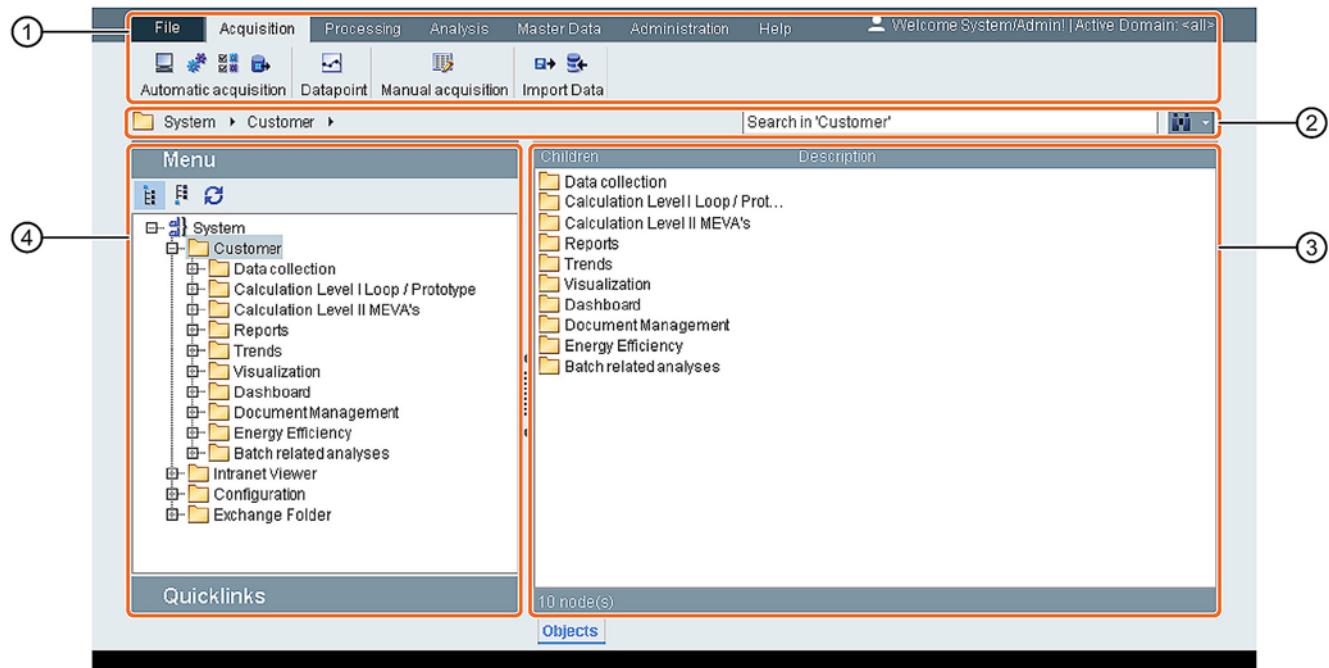 1
File Acquisition Processing Analysis Master Data Administration Help Welcome System/Admin! | Active Domain: <all>
Automatic acquisition Datapoint Manual acquisition Import Data
System Customer Search in 'Customer'
2
Menu
Children Description
System
Customer
Data collection
Calculation Level I Loop / Prototype
Calculation Level II MEVA's
Reports
Trends
Visualization
Dashboard
Document Management
Energy Efficiency
Batch related analyses
Intranet Viewer
Configuration
Exchange Folder
Quicklinks
4
Data collection
Calculation Level I Loop / Prot...
Calculation Level II MEVA's
Reports
Trends
Visualization
Dashboard
Document Management
Energy Efficiency
Batch related analyses
10 node(s)
3
Objects